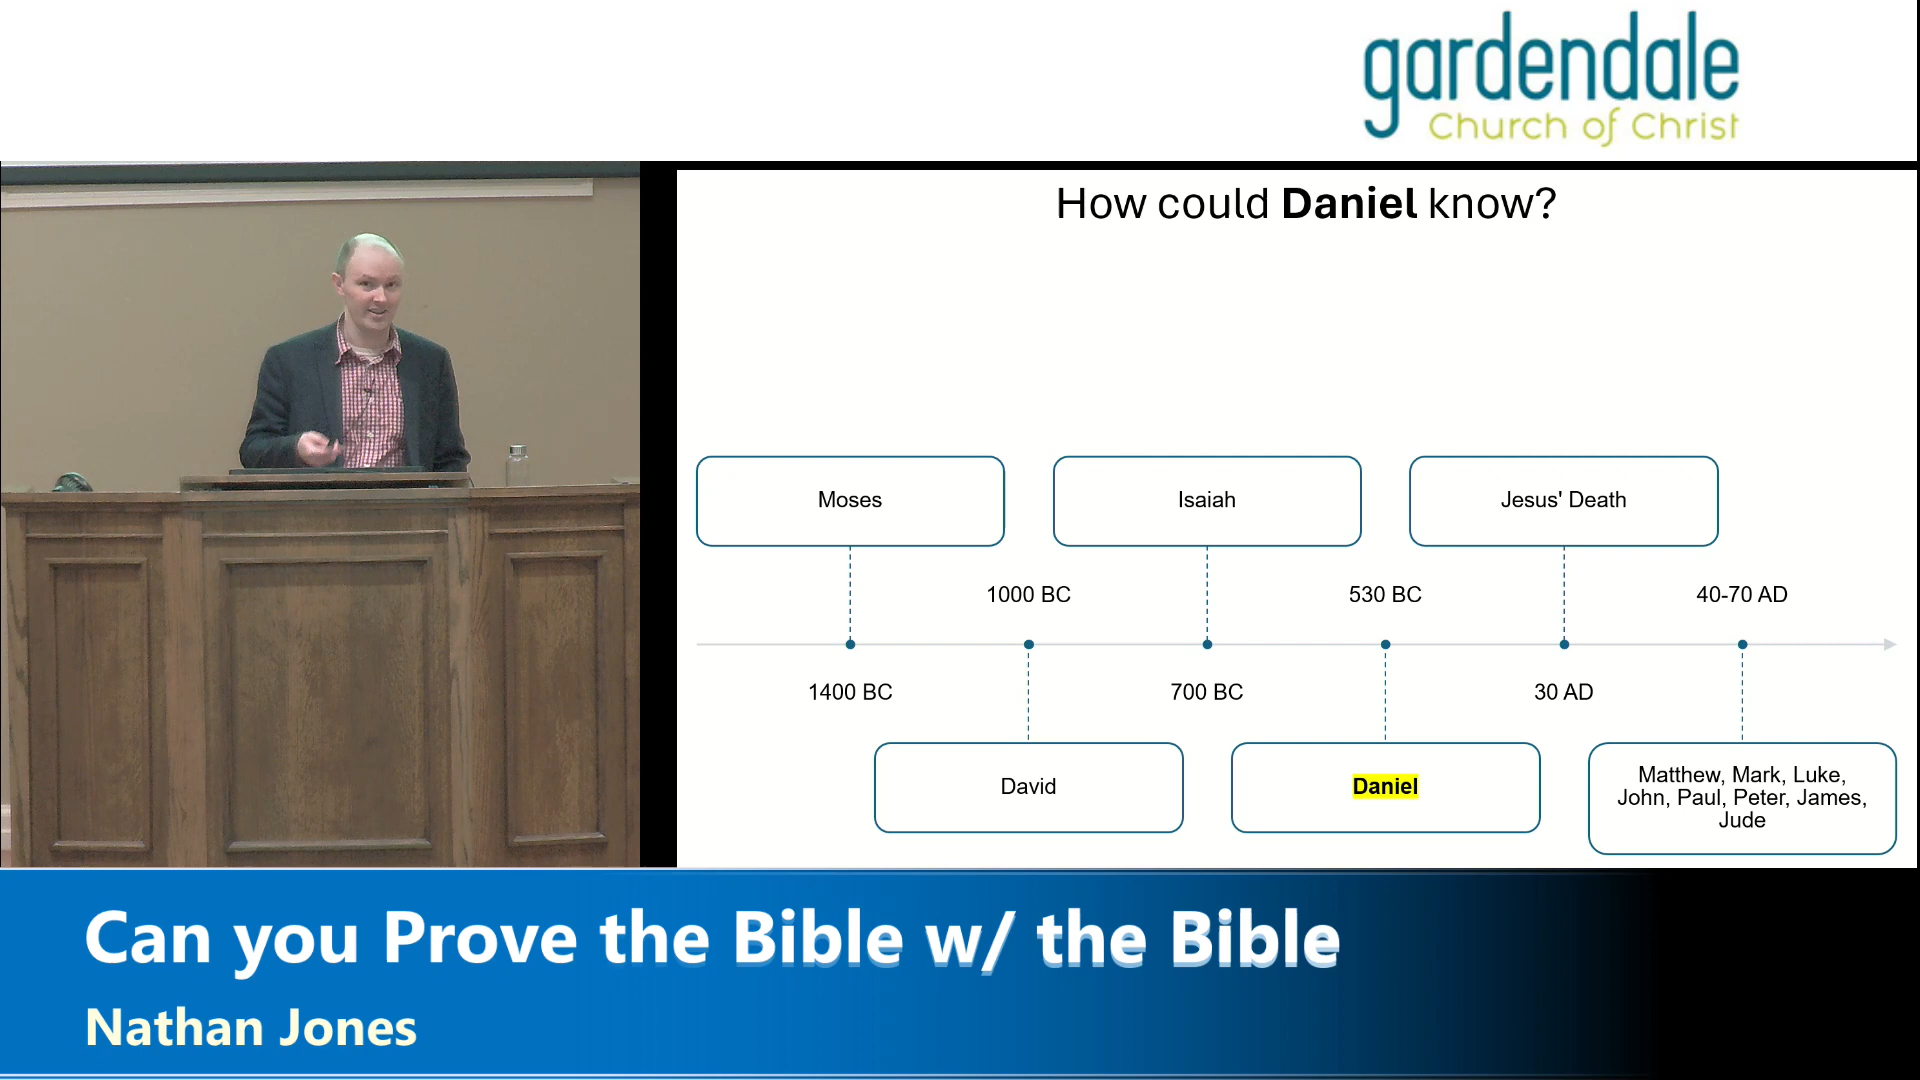 gardendale
Church of Christ
How could Daniel know?
Moses
Isaiah
Jesus' Death
1000 BC
530 BC
40-70 AD
1400 BC
700 BC
30 AD
David
Daniel
Matthew, Mark, Luke,
John, Paul, Peter, James,
Jude
Can you Prove the Bible w/ the Bible
Nathan Jones